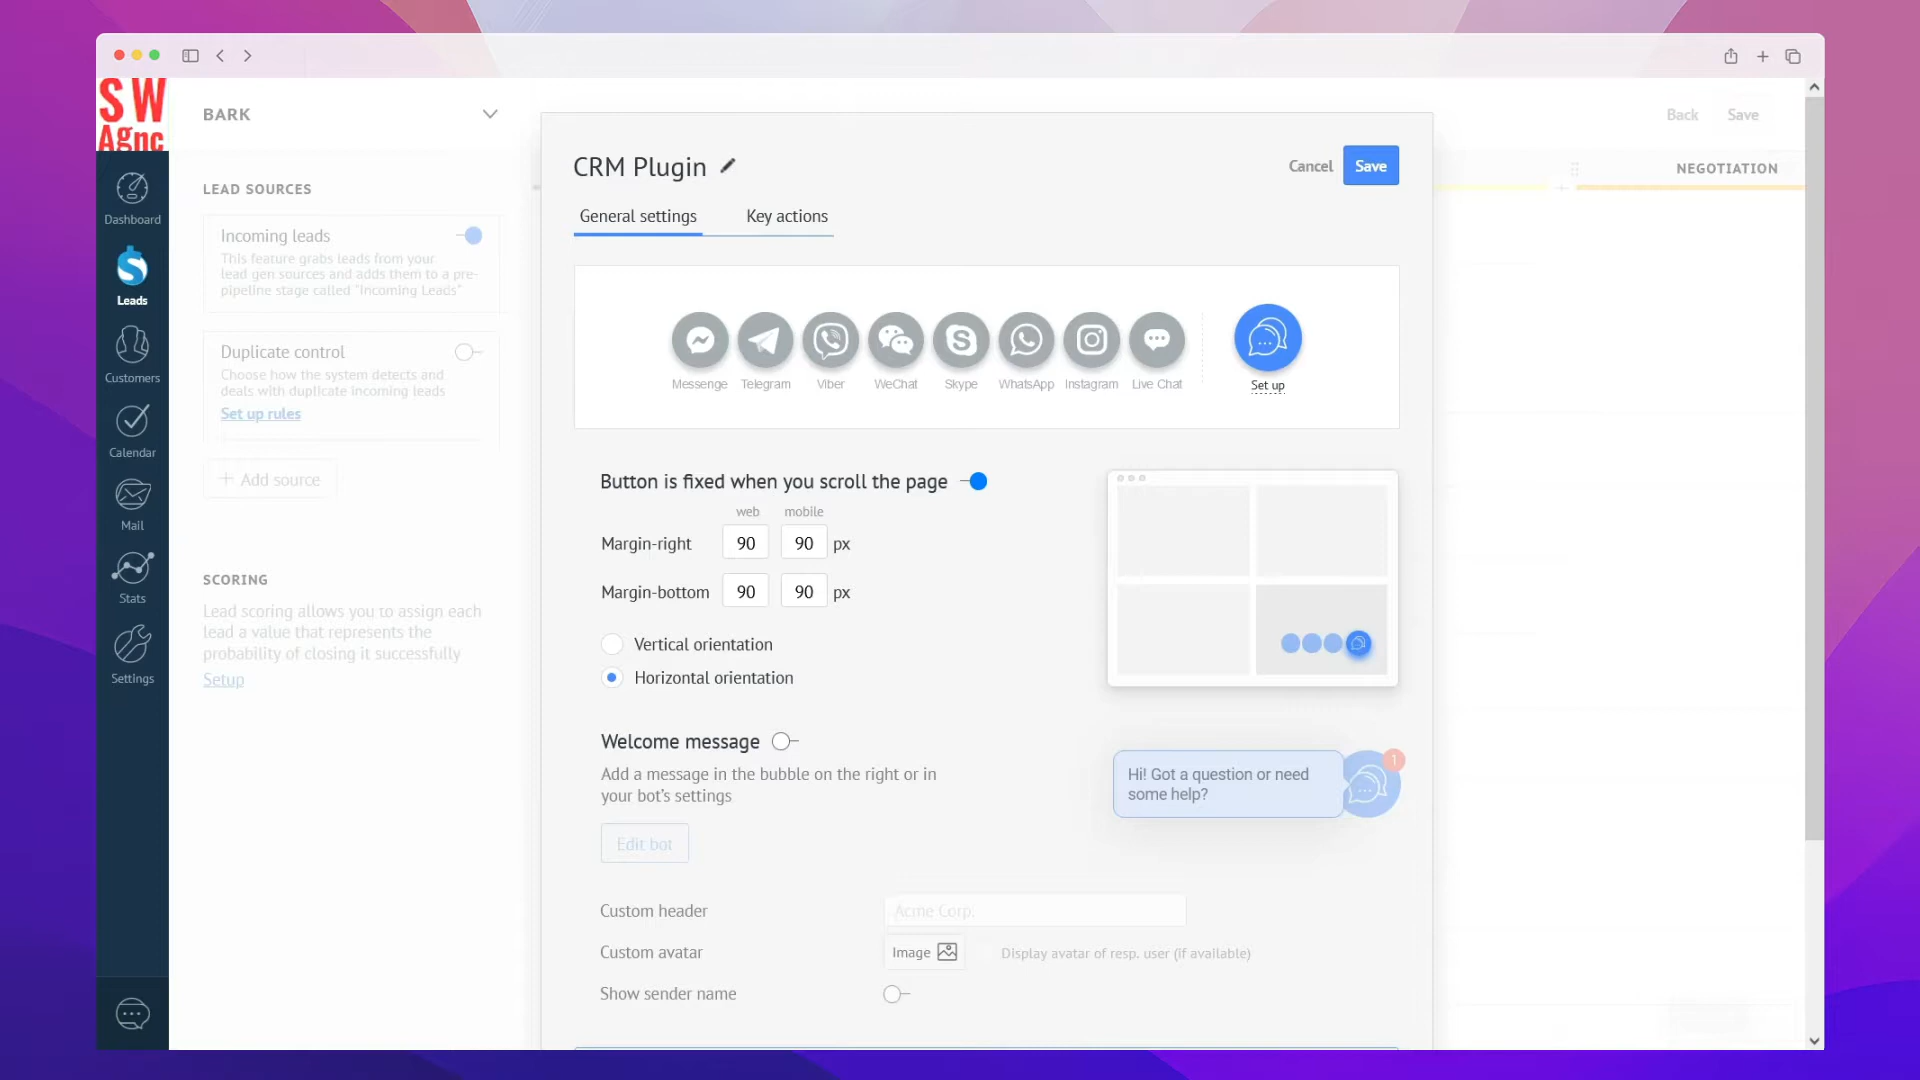 SW
Agnc
BARK
Back
Save
NEGOTIATION
LEAD SOURCES
Incoming leads
This feature grabs leads from your
lead gen sources and adds them to a pre-
pipeline stage called "Incoming Leads"
Duplicate control
Choose how the system detects and
deals with duplicate incoming leads
Set up rules
+ Add source
SCORING
Lead scoring allows you to assign each
lead a value that represents the
probability of closing it successfully
Setup
Dashboard
Leads
Customers
Calendar
Mail
Stats
Settings
CRM Plugin
Cancel
Save
General settings
Key actions
Messenge
Telegram
Viber
WeChat
Skype
WhatsApp
Instagram
Live Chat
Set up
Button is fixed when you scroll the page
web mobile
Margin-right 90 90 px
Margin-bottom 90 90 px
Vertical orientation
Horizontal orientation
Welcome message
Add a message in the bubble on the right or in
your bot's settings
Edit bot
Hi! Got a question or need
some help?
1
Custom header
Acme Corp.
Custom avatar
Image
Display avatar of resp. user (if available)
Show sender name